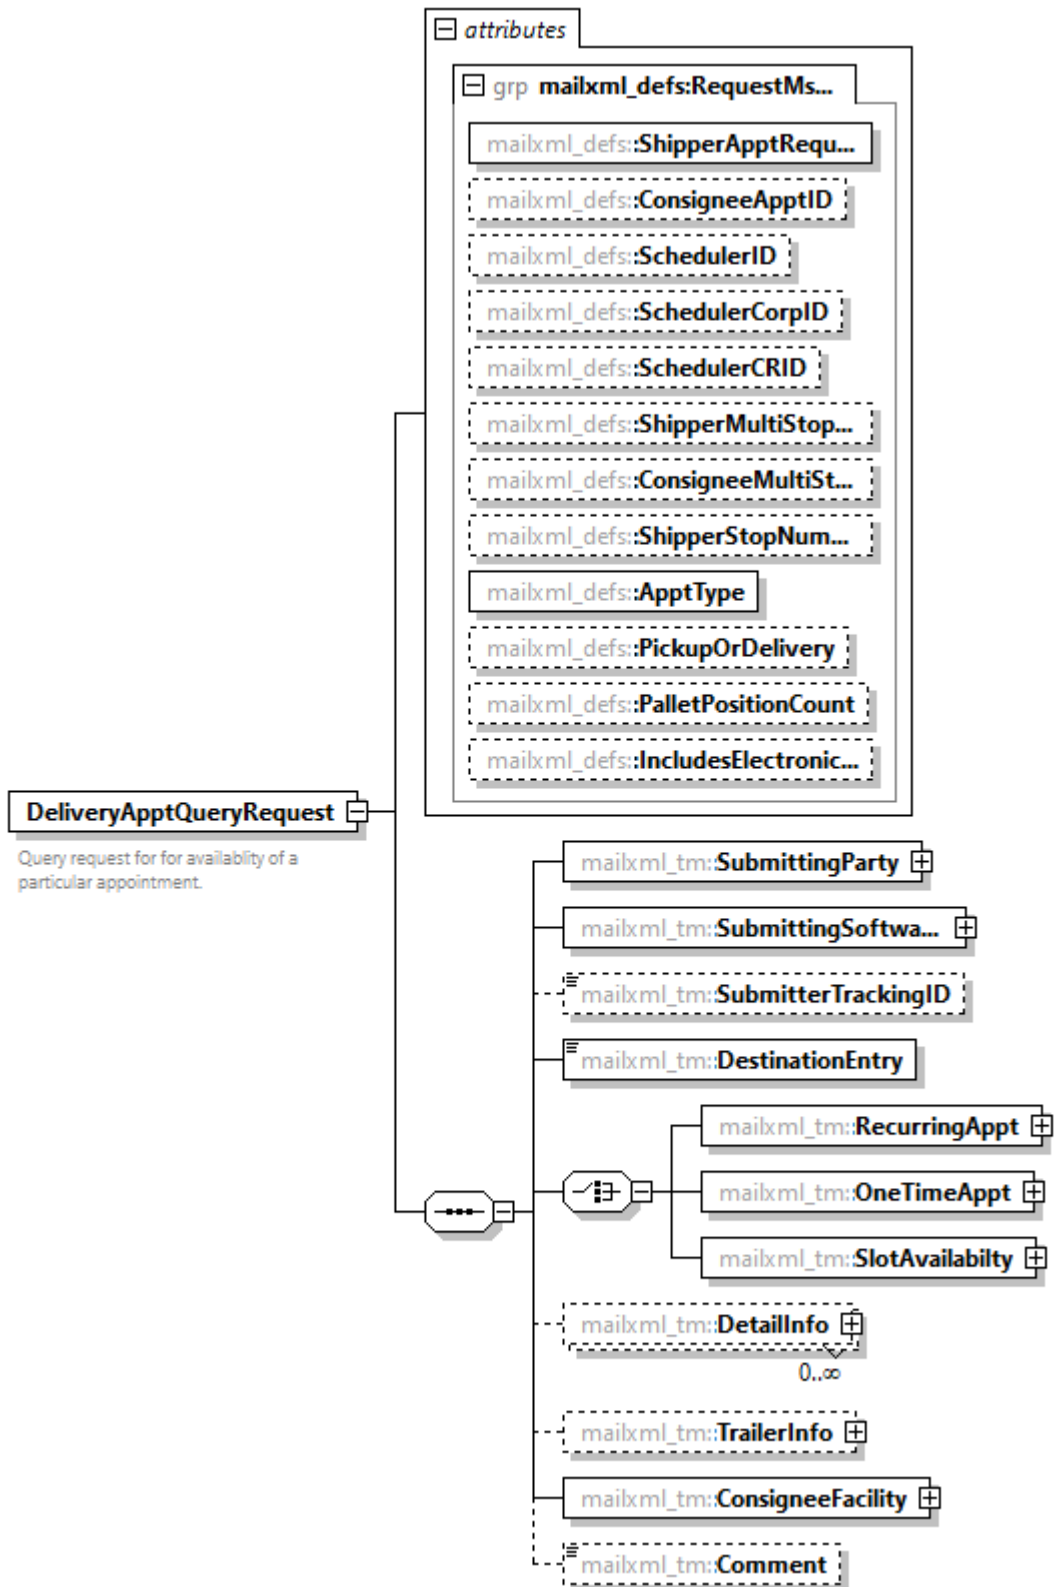 attributes
grp mailxml_defs:RequestMs...
mailxml_defs::ShipperApptRequ...
mailxml_defs::ConsigneeApptID
mailxml_defs::SchedulerID
mailxml_defs::SchedulerCorpID
mailxml_defs::SchedulerCRID
mailxml_defs::ShipperMultiStop...
mailxml_defs::ConsigneeMultiSt...
mailxml_defs::ShipperStopNum...
mailxml_defs::ApptType
mailxml_defs::PickupOrDelivery
mailxml_defs::PalletPositionCount
mailxml_defs::IncludesElectronic...
DeliveryApptQueryRequest
Query request for for availablity of a
particular appointment.
mailxml_tm::SubmittingParty
mailxml_tm::SubmittingSoftwa...
mailxml_tm::SubmitterTrackingID
mailxml_tm::DestinationEntry
mailxml_tm::RecurringAppt
mailxml_tm::OneTimeAppt
mailxml_tm::SlotAvailabilty
mailxml_tm::DetailInfo
0..∞
mailxml_tm::TrailerInfo
mailxml_tm::ConsigneeFacility
mailxml_tm::Comment